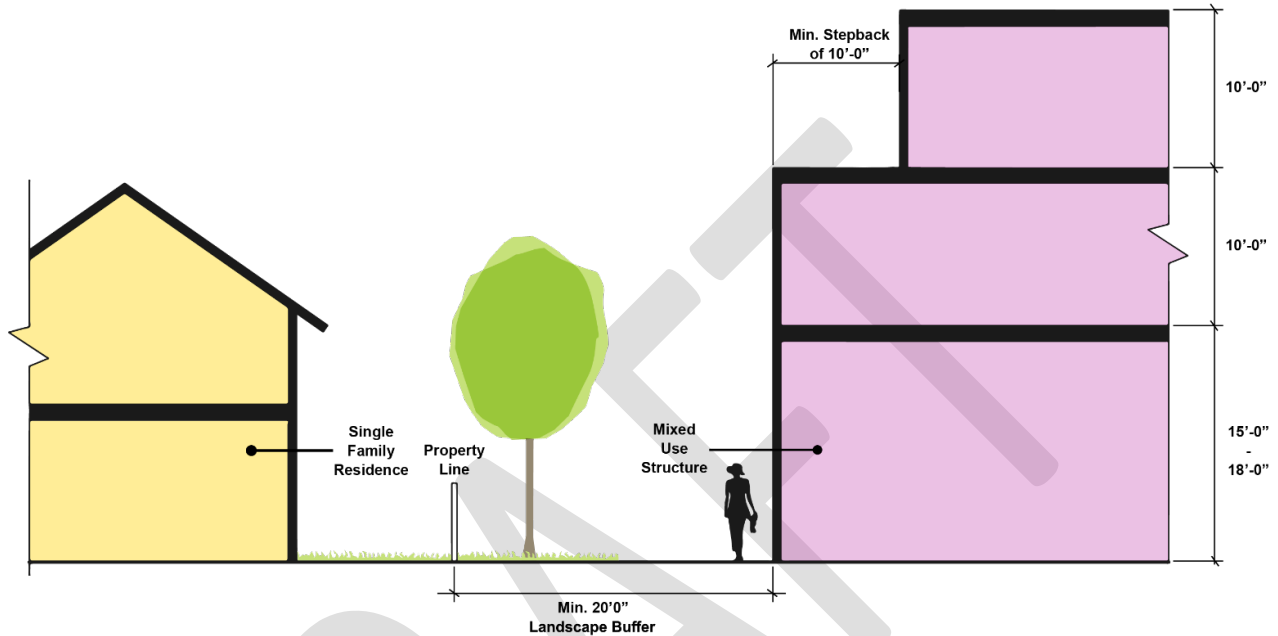 Min. Stepback
of 10’-0”
10’-0”
10’-0”
Single
Family
Residence
Property
Line
Mixed
Use
Structure
15’-0”
-
18’-0”
Min. 20’0”
Landscape Buffer
DRAFT